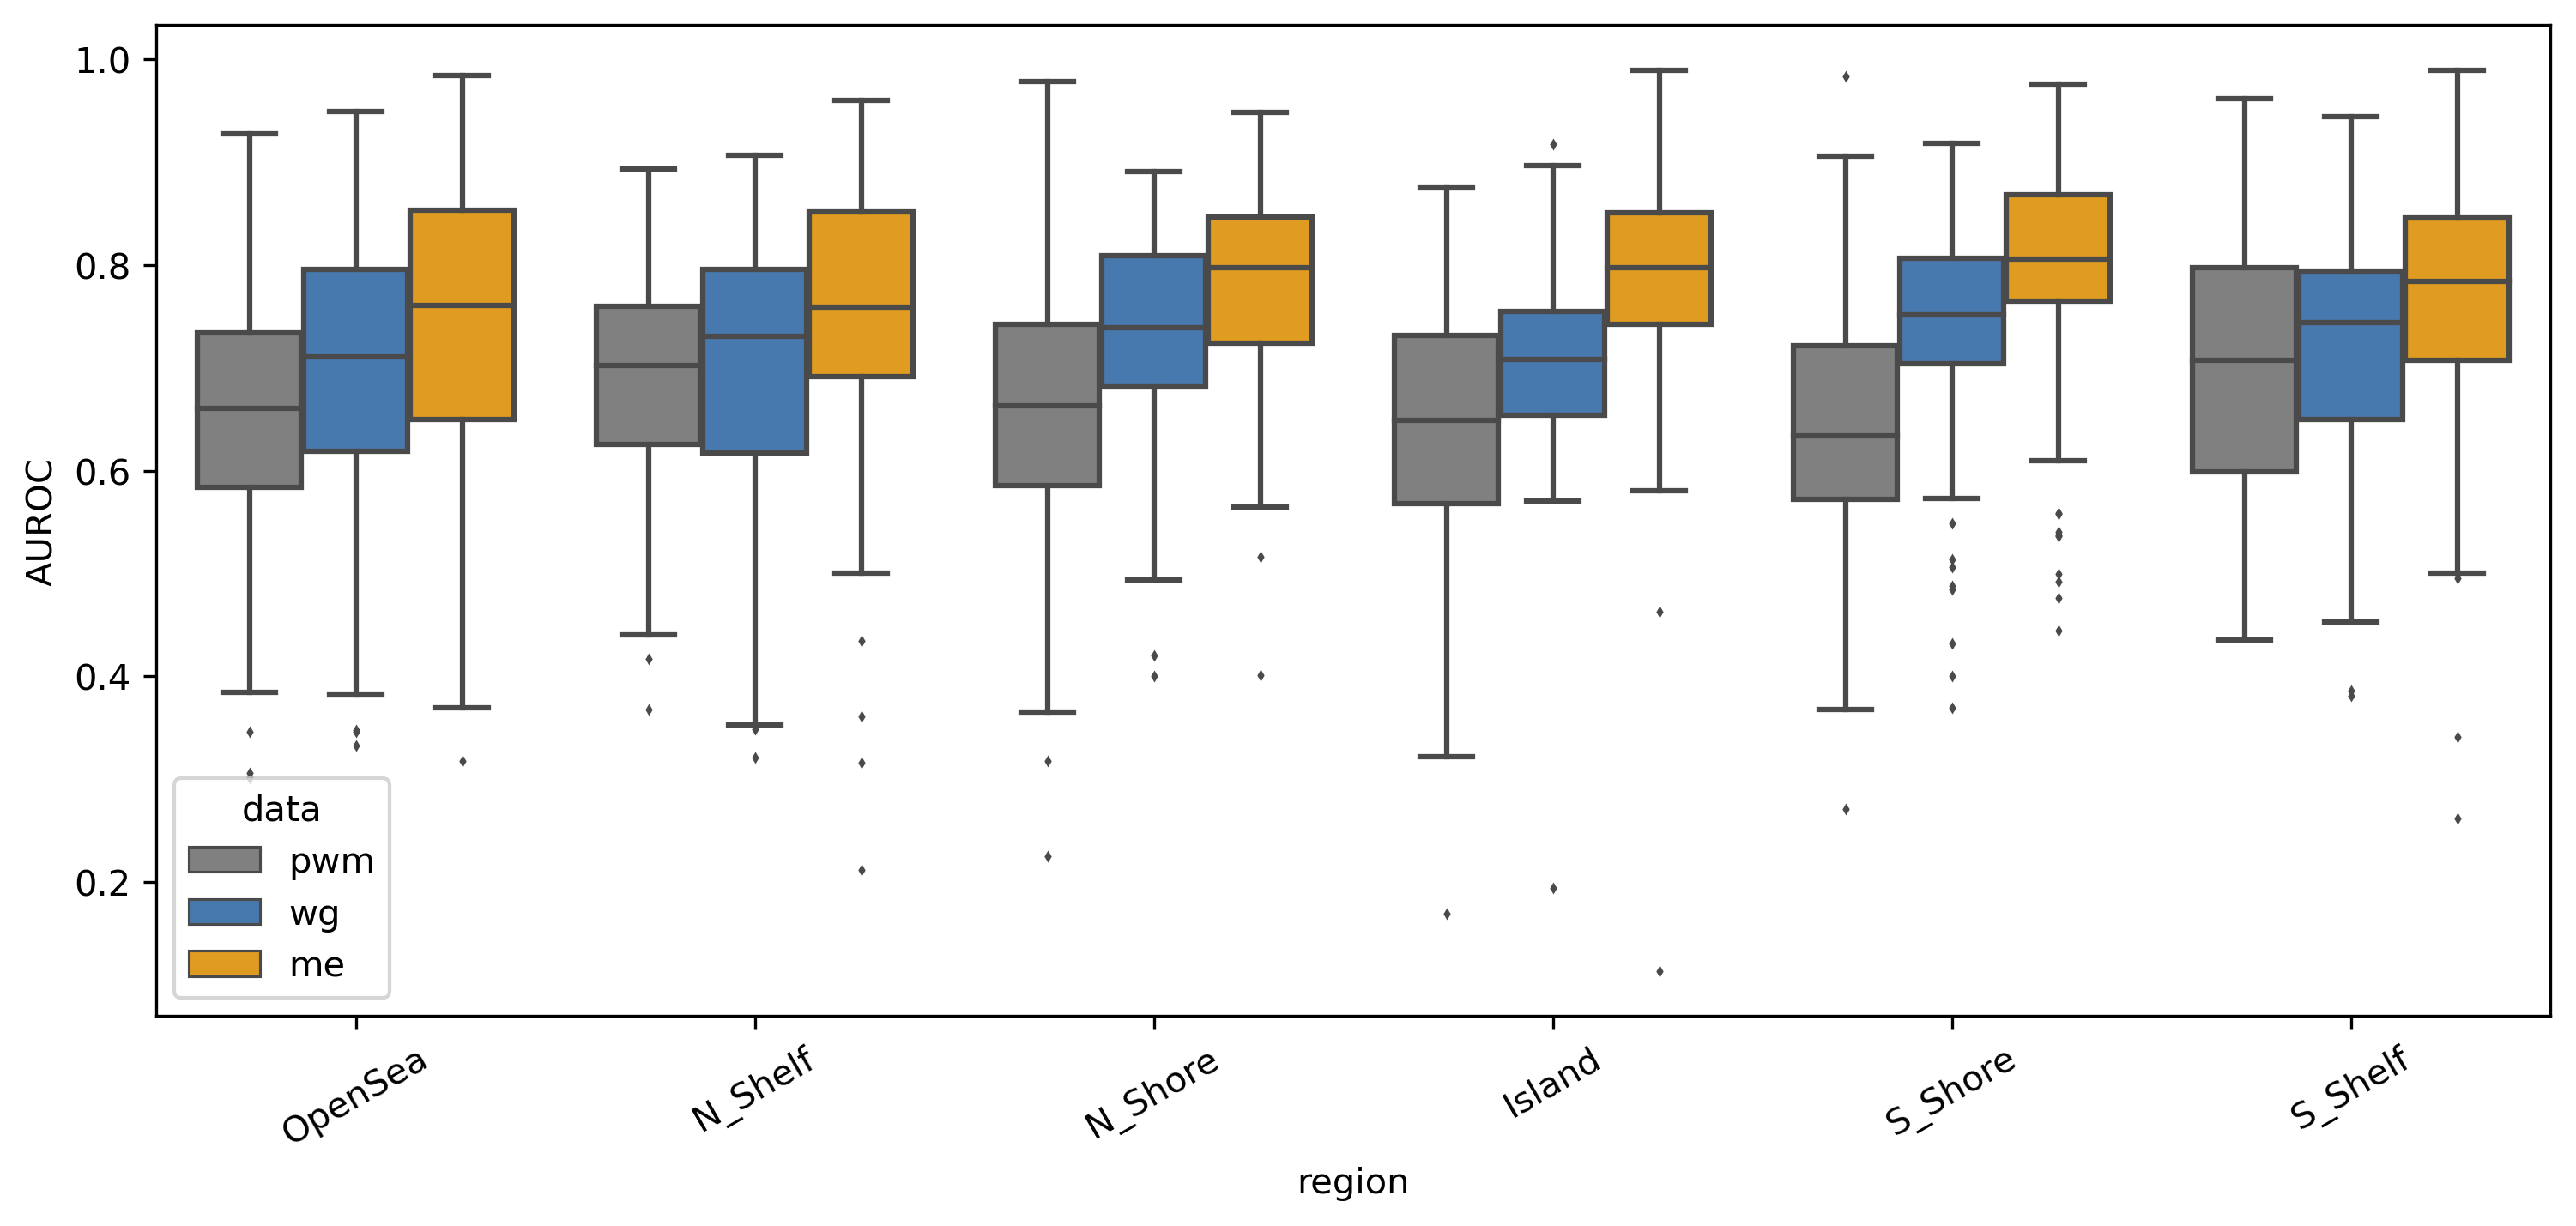 AUROC
1.0
0.8
0.6
0.4
0.2
data
pwm
wg
me
OpenSea
N_Shelf
N_Shore
Island
S_Shore
S_Shelf
region